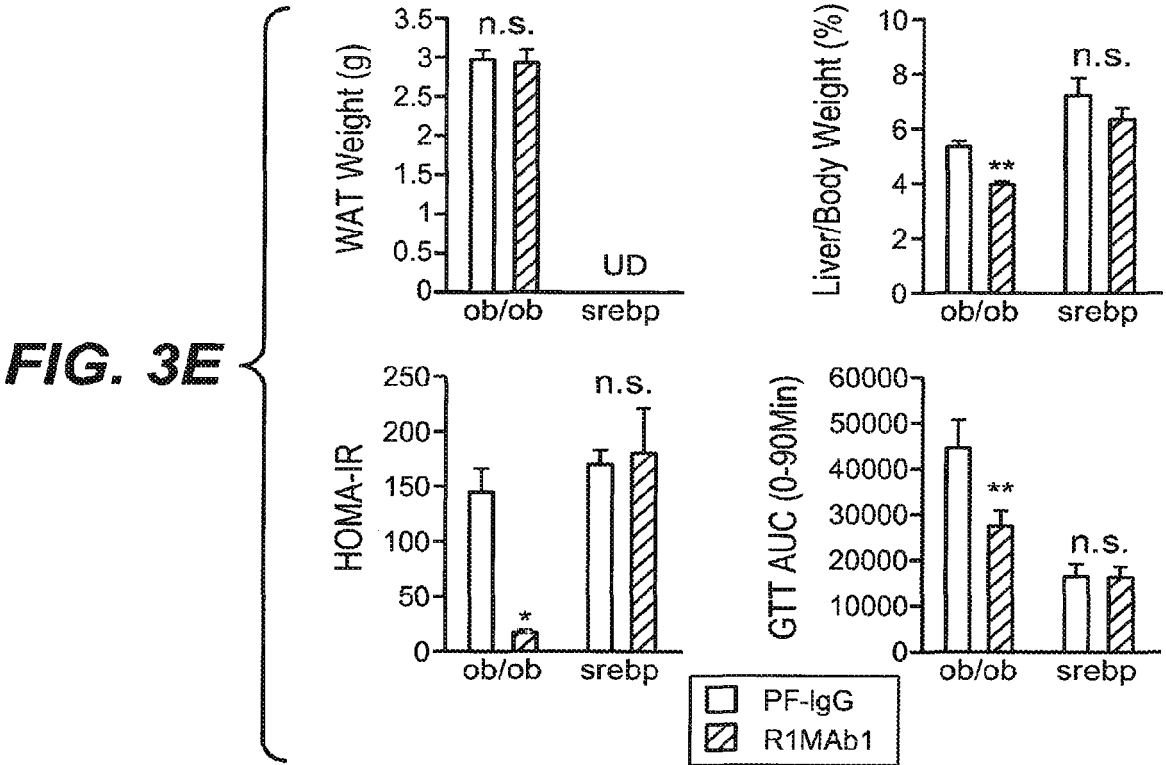 FIG. 3E
WAT Weight (g)
3.5
3
2.5
2
1.5
1
0.5
0
n.s.
UD
ob/ob srebp
Liver/Body Weight (%)
10
8
6
4
2
0
**
n.s.
ob/ob srebp
HOMA-IR
250
200
150
100
50
0
*
n.s.
ob/ob srebp
GTT AUC (0-90Min)
60000
50000
40000
30000
20000
10000
0
**
n.s.
ob/ob srebp
PF-IgG
R1MAb1